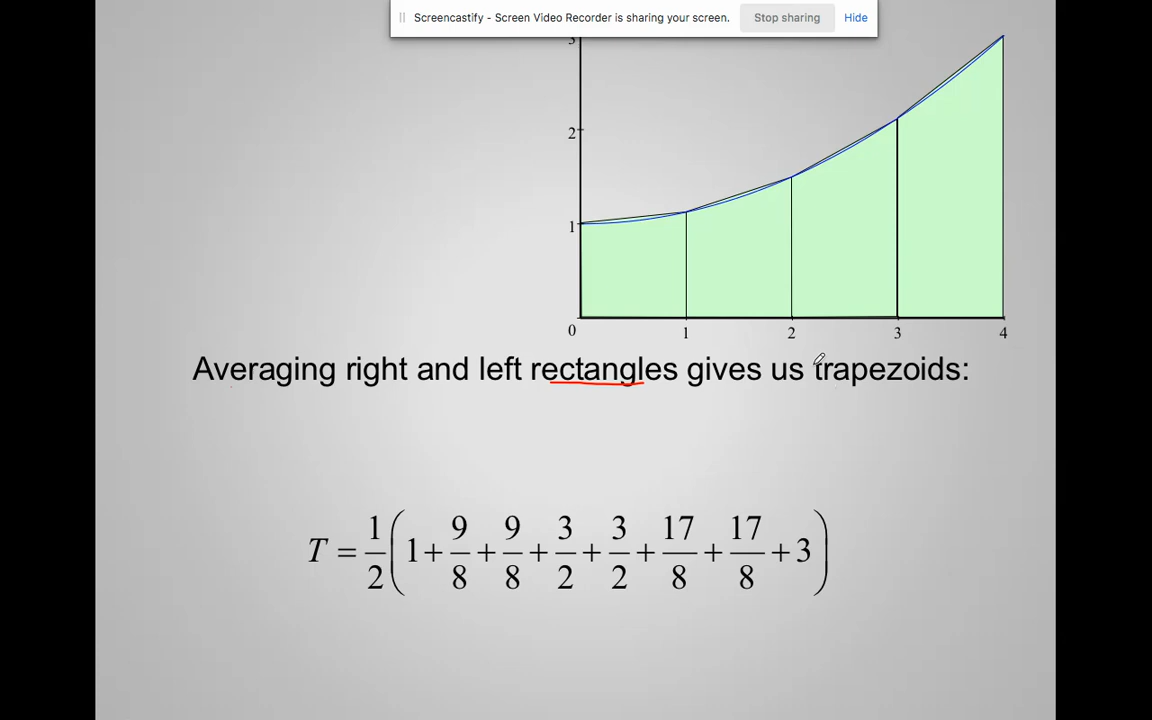 Screencastify - Screen Video Recorder is sharing your screen. Stop sharing Hide
3
2
1
0 1 2 3 4
Averaging right and left rectangles gives us trapezoids:
T = 1/2 (1 + 9/8 + 9/8 + 3/2 + 3/2 + 17/8 + 17/8 + 3)